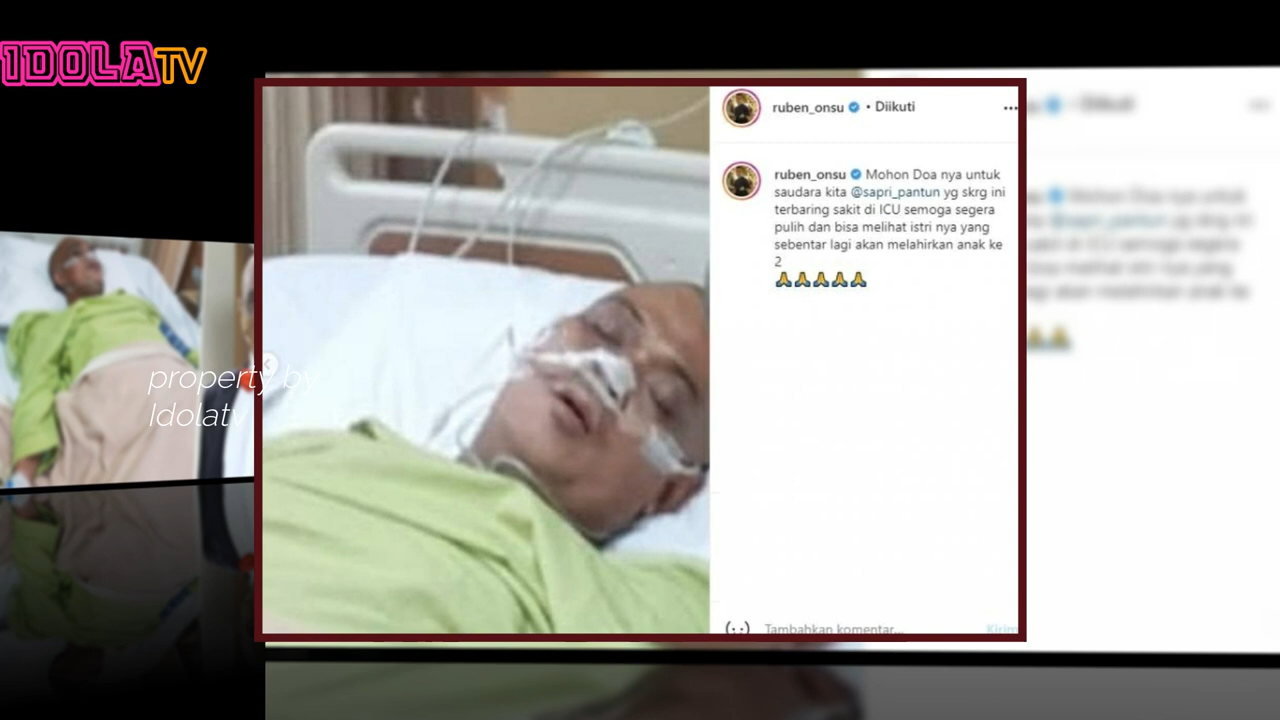 IDOLATV
ruben_onsu • Diikuti
ruben_onsu Mohon Doa nya untuk
saudara kita @sapri_pantun yg skrg ini
terbaring sakit di ICU semoga segera
pulih dan bisa melihat istri nya yang
sebentar lagi akan melahirkan anak ke
2
🙏🙏🙏🙏🙏
property by
Idolatv
Tambahkan komentar...
Kirim